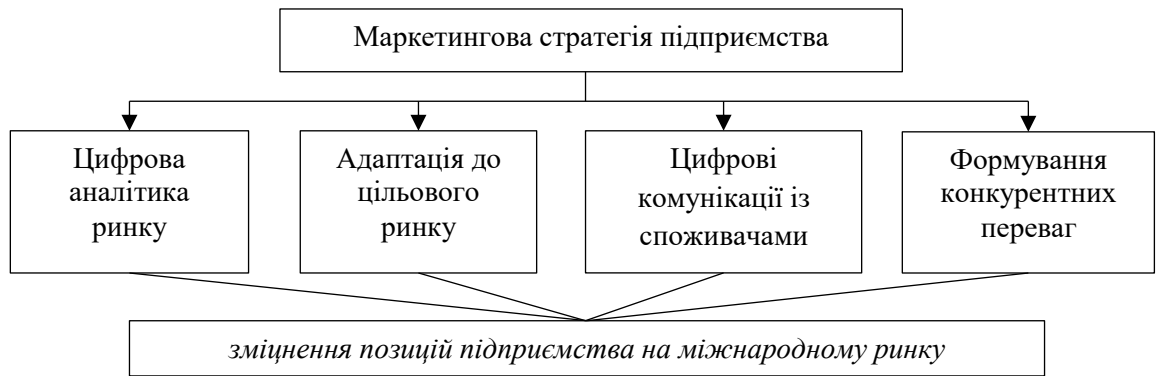 Маркетингова стратегія підприємства
Цифрова
аналітика
ринку
Адаптація до
цільового
ринку
Цифрові
комунікації із
споживачами
Формування
конкурентних
переваг
зміцнення позицій підприємства на міжнародному ринку